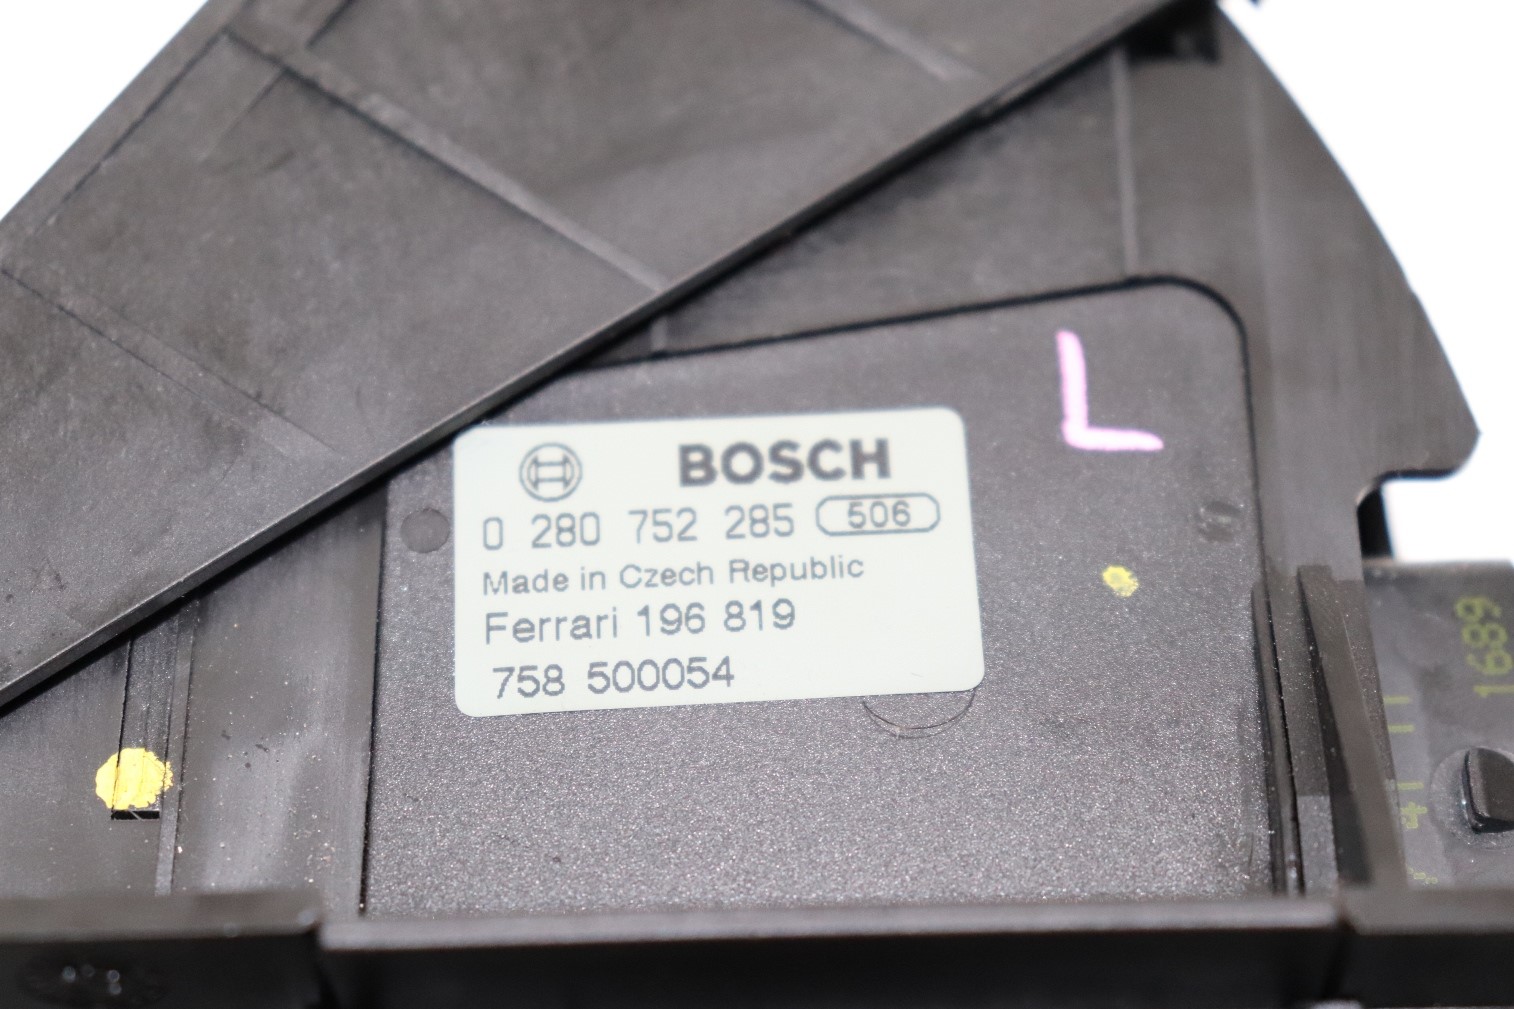 BOSCH
0 280 752 285 506
Made in Czech Republic
Ferrari 196 819
758 500054
L
1689